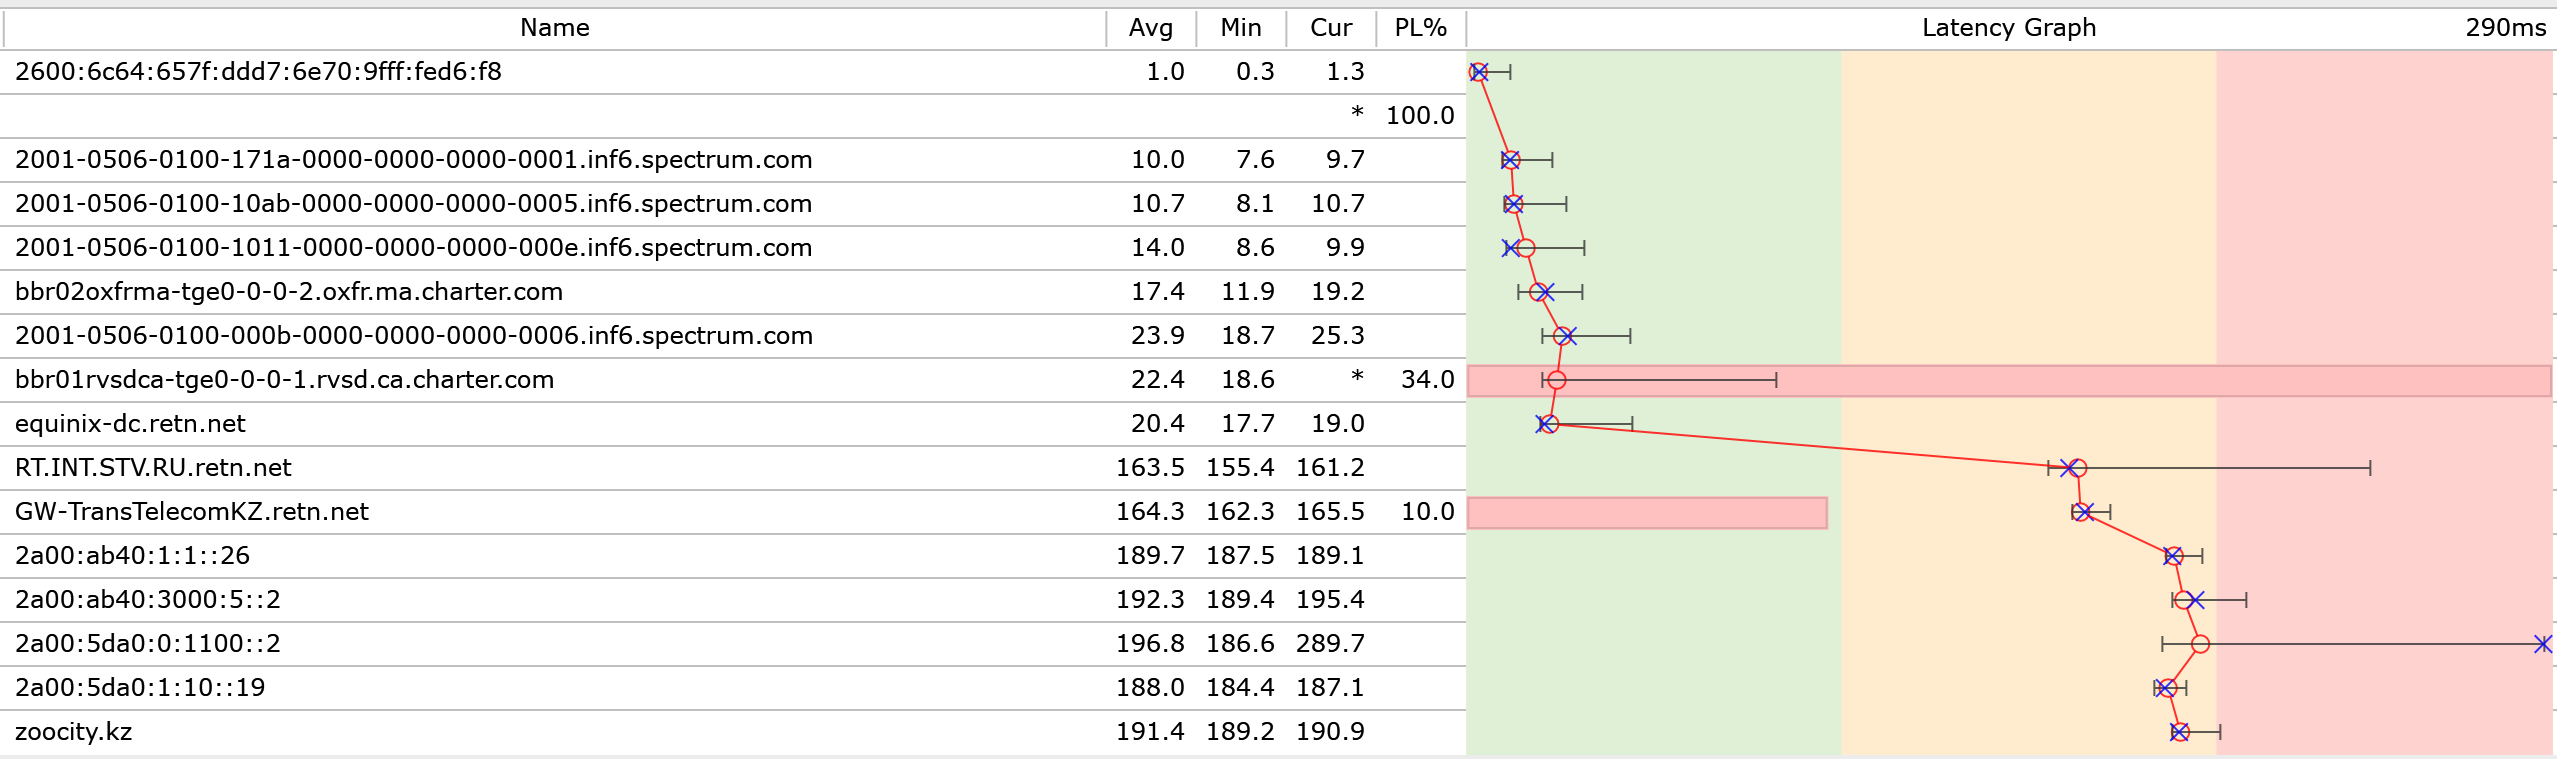 Name Avg Min Cur PL% Latency Graph 290ms
2600:6c64:657f:ddd7:6e70:9fff:fed6:f8 1.0 0.3 1.3
* 100.0
2001-0506-0100-171a-0000-0000-0000-0001.inf6.spectrum.com 10.0 7.6 9.7
2001-0506-0100-10ab-0000-0000-0000-0005.inf6.spectrum.com 10.7 8.1 10.7
2001-0506-0100-1011-0000-0000-0000-000e.inf6.spectrum.com 14.0 8.6 9.9
bbr02oxfrma-tge0-0-0-2.oxfr.ma.charter.com 17.4 11.9 19.2
2001-0506-0100-000b-0000-0000-0000-0006.inf6.spectrum.com 23.9 18.7 25.3
bbr01rvsdca-tge0-0-0-1.rvsd.ca.charter.com 22.4 18.6 * 34.0
equinix-dc.retn.net 20.4 17.7 19.0
RT.INT.STV.RU.retn.net 163.5 155.4 161.2
GW-TransTelecomKZ.retn.net 164.3 162.3 165.5 10.0
2a00:ab40:1:1::26 189.7 187.5 189.1
2a00:ab40:3000:5::2 192.3 189.4 195.4
2a00:5da0:0:1100::2 196.8 186.6 289.7
2a00:5da0:1:10::19 188.0 184.4 187.1
zoocity.kz 191.4 189.2 190.9